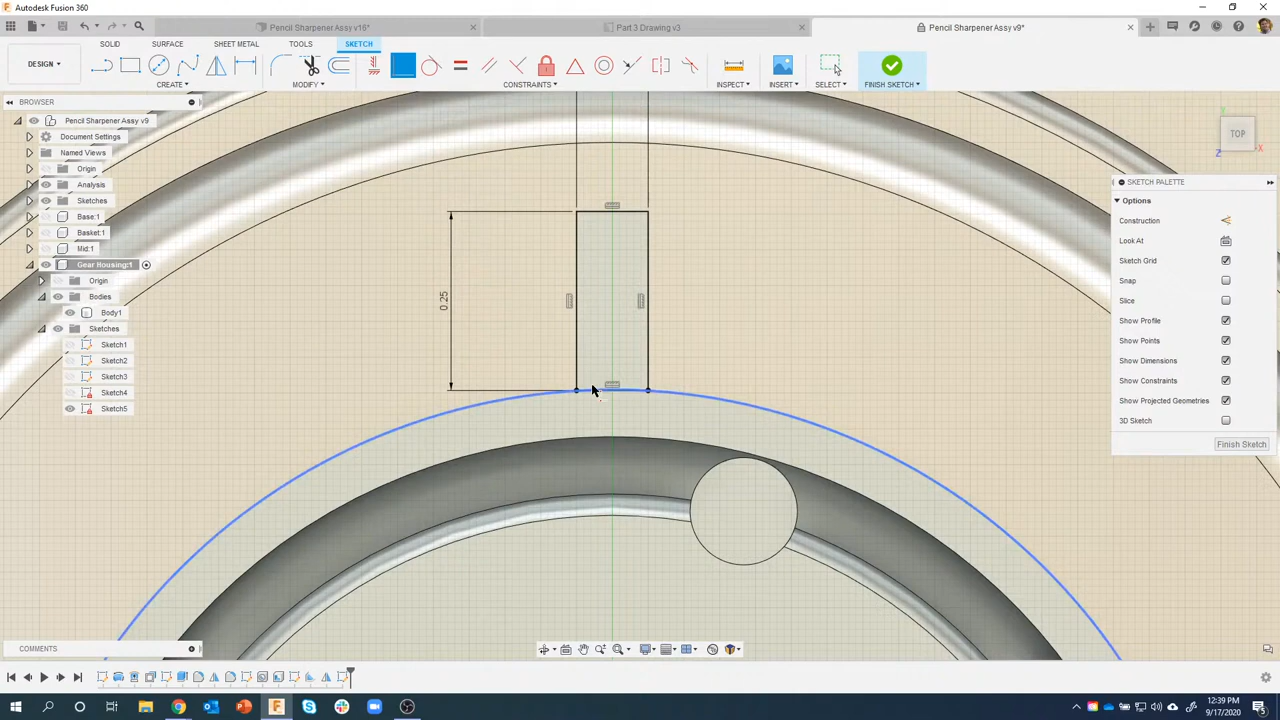 Autodesk Fusion 360
Pencil Sharpener Assy v16*
Part 3 Drawing v3
Pencil Sharpener Assy v9*
DESIGN
SOLID
SURFACE
SHEET METAL
TOOLS
SKETCH
CREATE
MODIFY
CONSTRAINTS
INSPECT
INSERT
SELECT
FINISH SKETCH
BROWSER
Pencil Sharpener Assy v9
Document Settings
Named Views
Origin
Analysis
Sketches
Base:1
Basket:1
Mid:1
Gear Housing:1
Origin
Bodies
Body1
Sketches
Sketch1
Sketch2
Sketch3
Sketch4
Sketch5
0.25
TOP
X
Y
Z
SKETCH PALETTE
Options
Construction
Look At
Sketch Grid
Snap
Slice
Show Profile
Show Points
Show Dimensions
Show Constraints
Show Projected Geometries
3D Sketch
Finish Sketch
COMMENTS
12:39 PM
9/17/2020